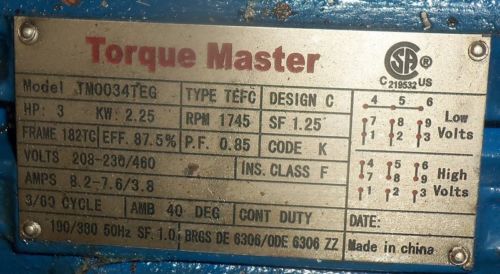 Torque Master
Model TM0034TEG TYPE TEFC DESIGN C
HP: 3 KW: 2.25 RPM 1745 SF 1.25
FRAME 182TC EFF. 87.5% P.F. 0.85 CODE K
VOLTS 208-230/460 INS. CLASS F
AMPS 8.2-7.6/3.8
3/60 CYCLE AMB 40 DEG CONT DUTY
190/380 50Hz SF. 1.0 BRGS DE 6306/ODE 6306 ZZ
SA ®
C 219532 US
4 5 6
7 8 9 Low
1 2 3 Volts
4 5 6
7 8 9 High
1 2 3 Volts
DATE:
Made in china